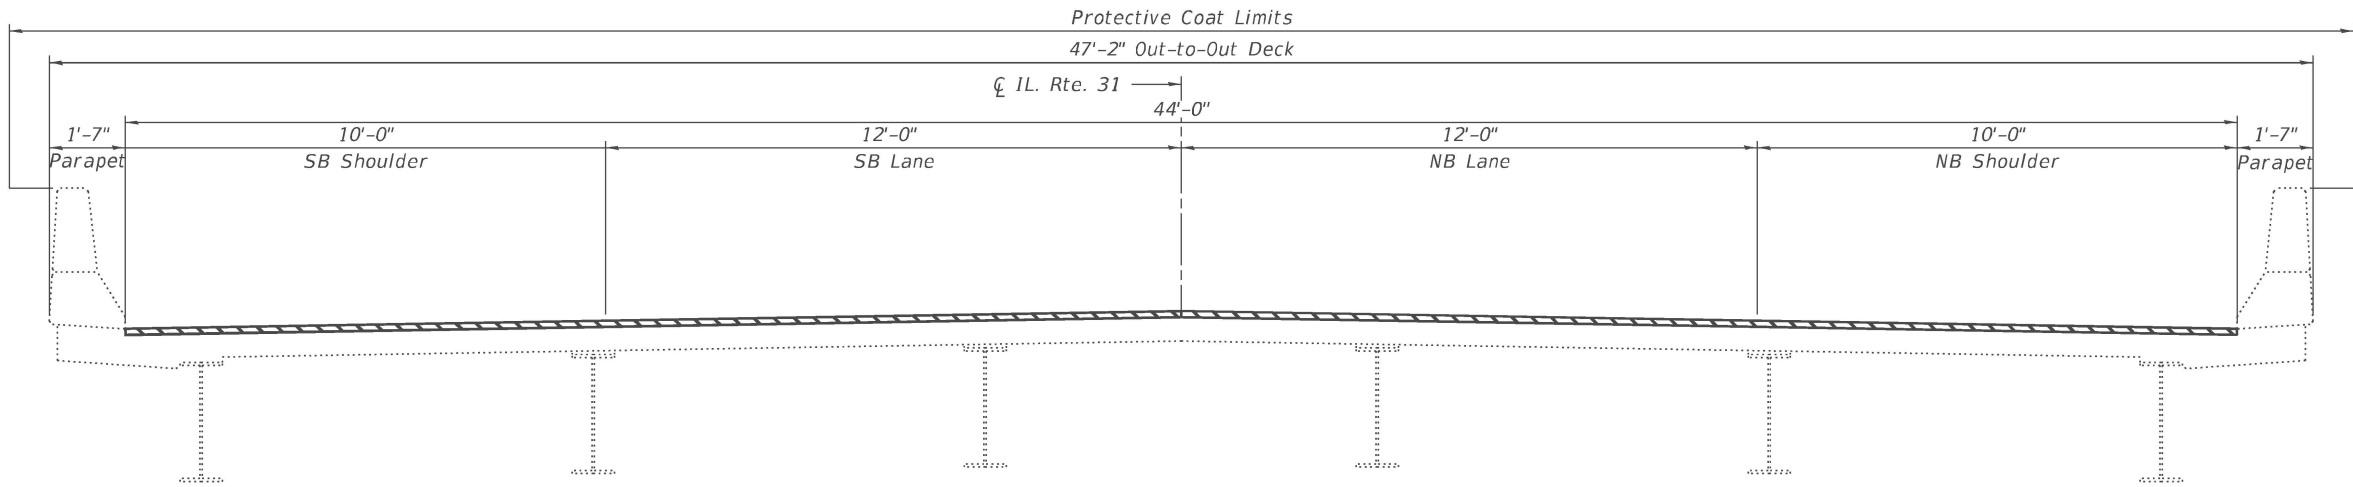 Protective Coat Limits
47'-2" Out-to-Out Deck
℄ IL. Rte. 31
44'-0"
1'-7" 10'-0" 12'-0" 12'-0" 10'-0" 1'-7"
Parapet SB Shoulder SB Lane NB Lane NB Shoulder Parapet